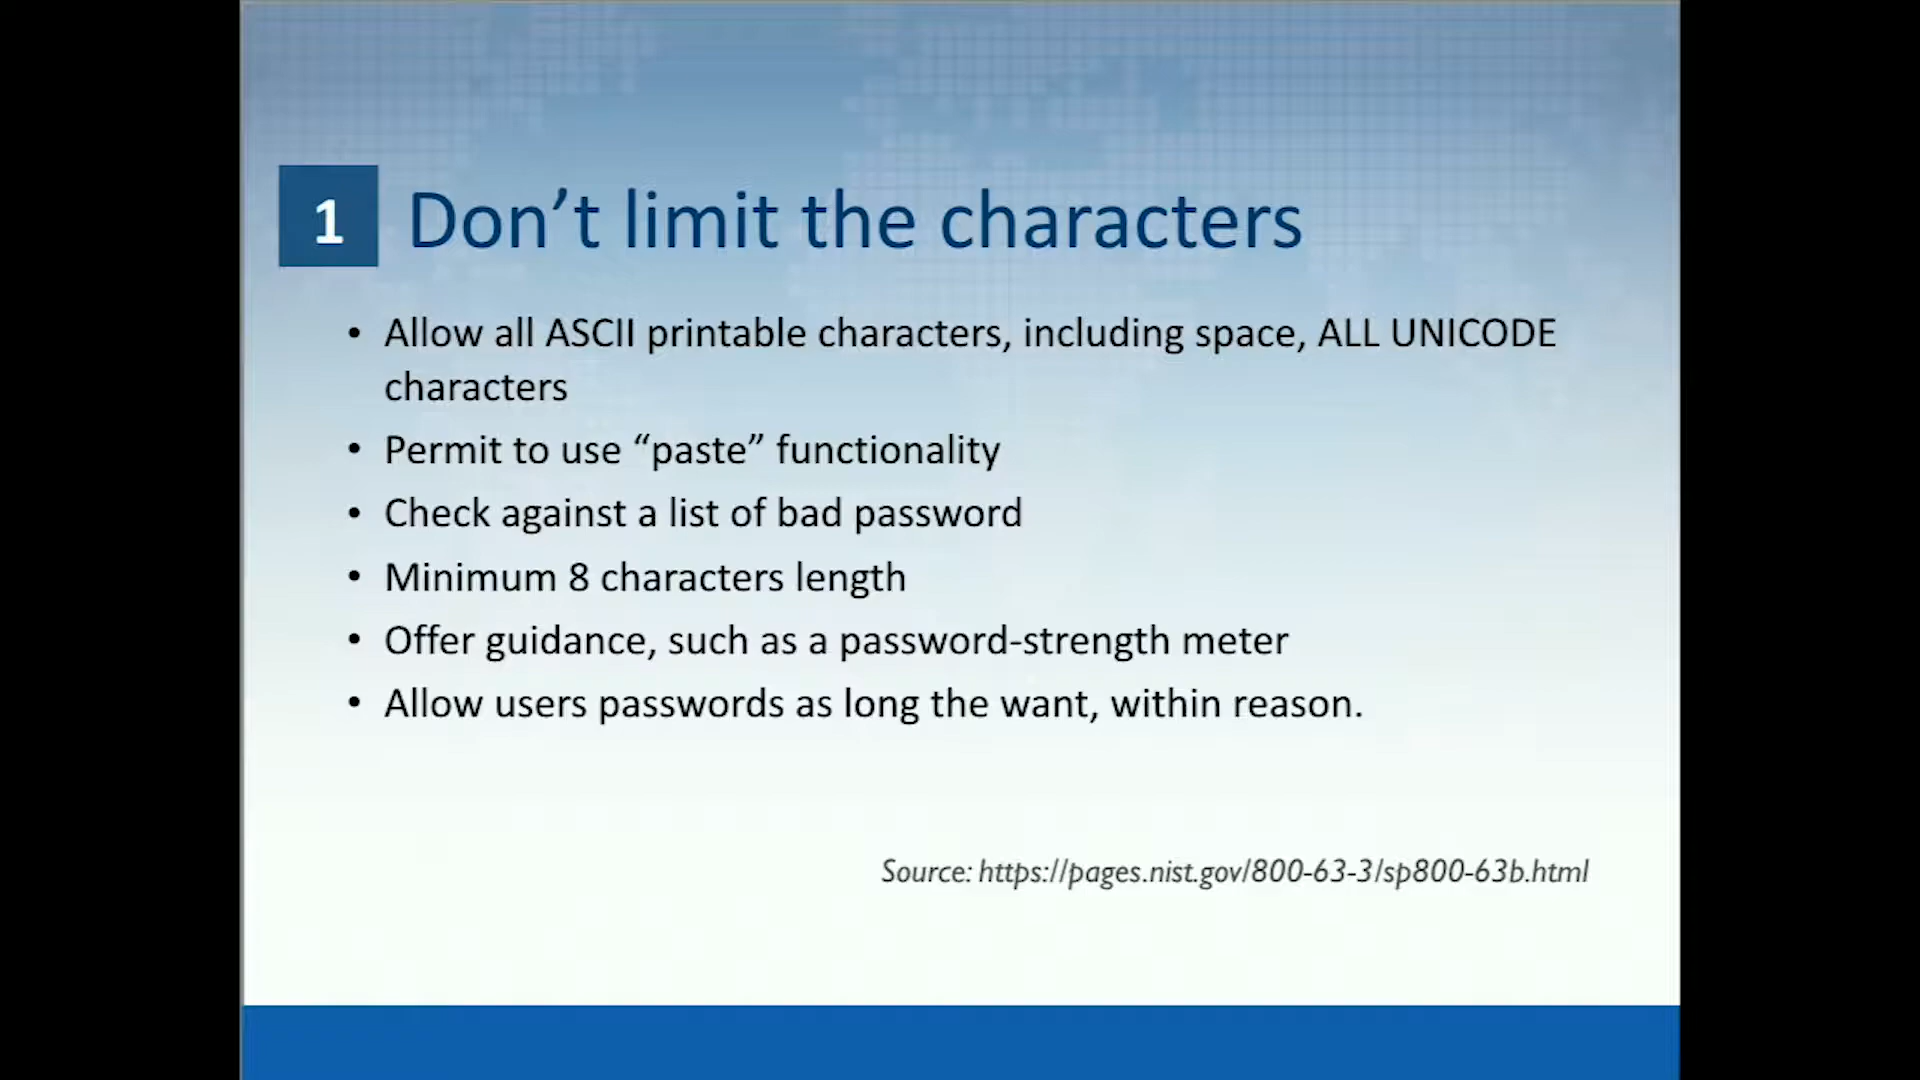 1 Don’t limit the characters
• Allow all ASCII printable characters, including space, ALL UNICODE
characters
• Permit to use “paste” functionality
• Check against a list of bad password
• Minimum 8 characters length
• Offer guidance, such as a password-strength meter
• Allow users passwords as long the want, within reason.
Source: https://pages.nist.gov/800-63-3/sp800-63b.html